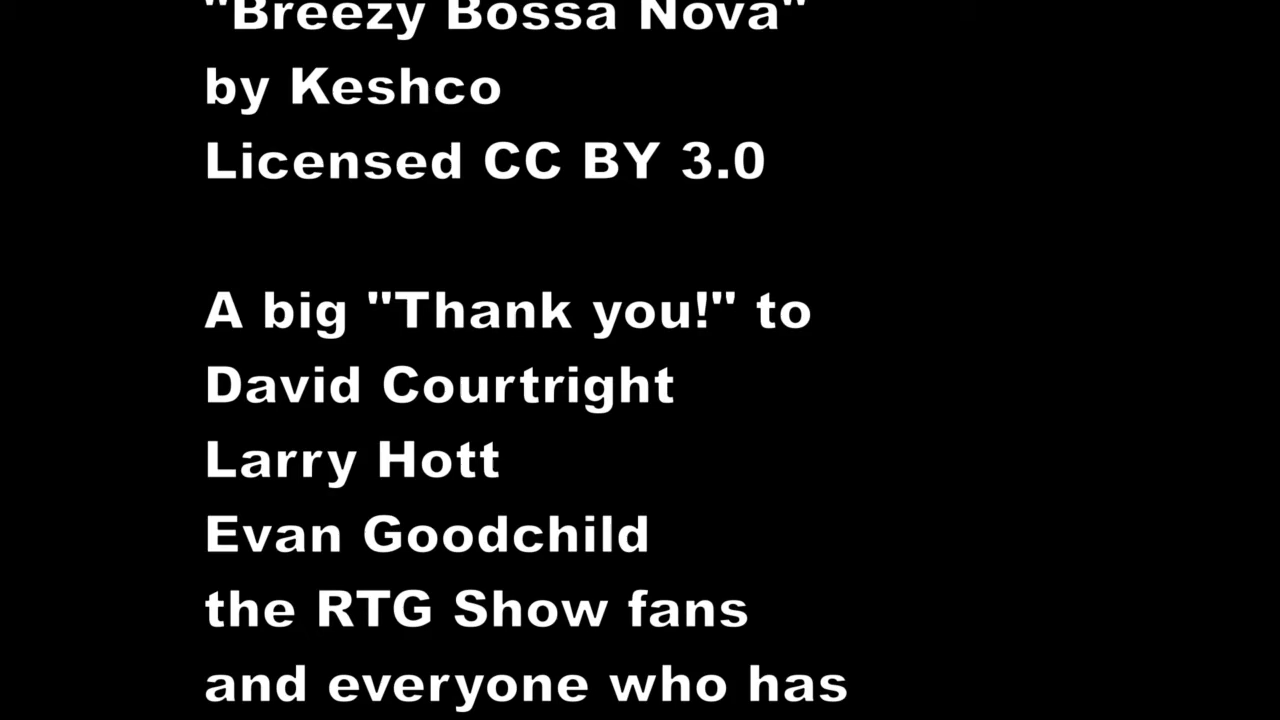 "Breezy Bossa Nova"
by Keshco
Licensed CC BY 3.0
A big "Thank you!" to
David Courtright
Larry Hott
Evan Goodchild
the RTG Show fans
and everyone who has